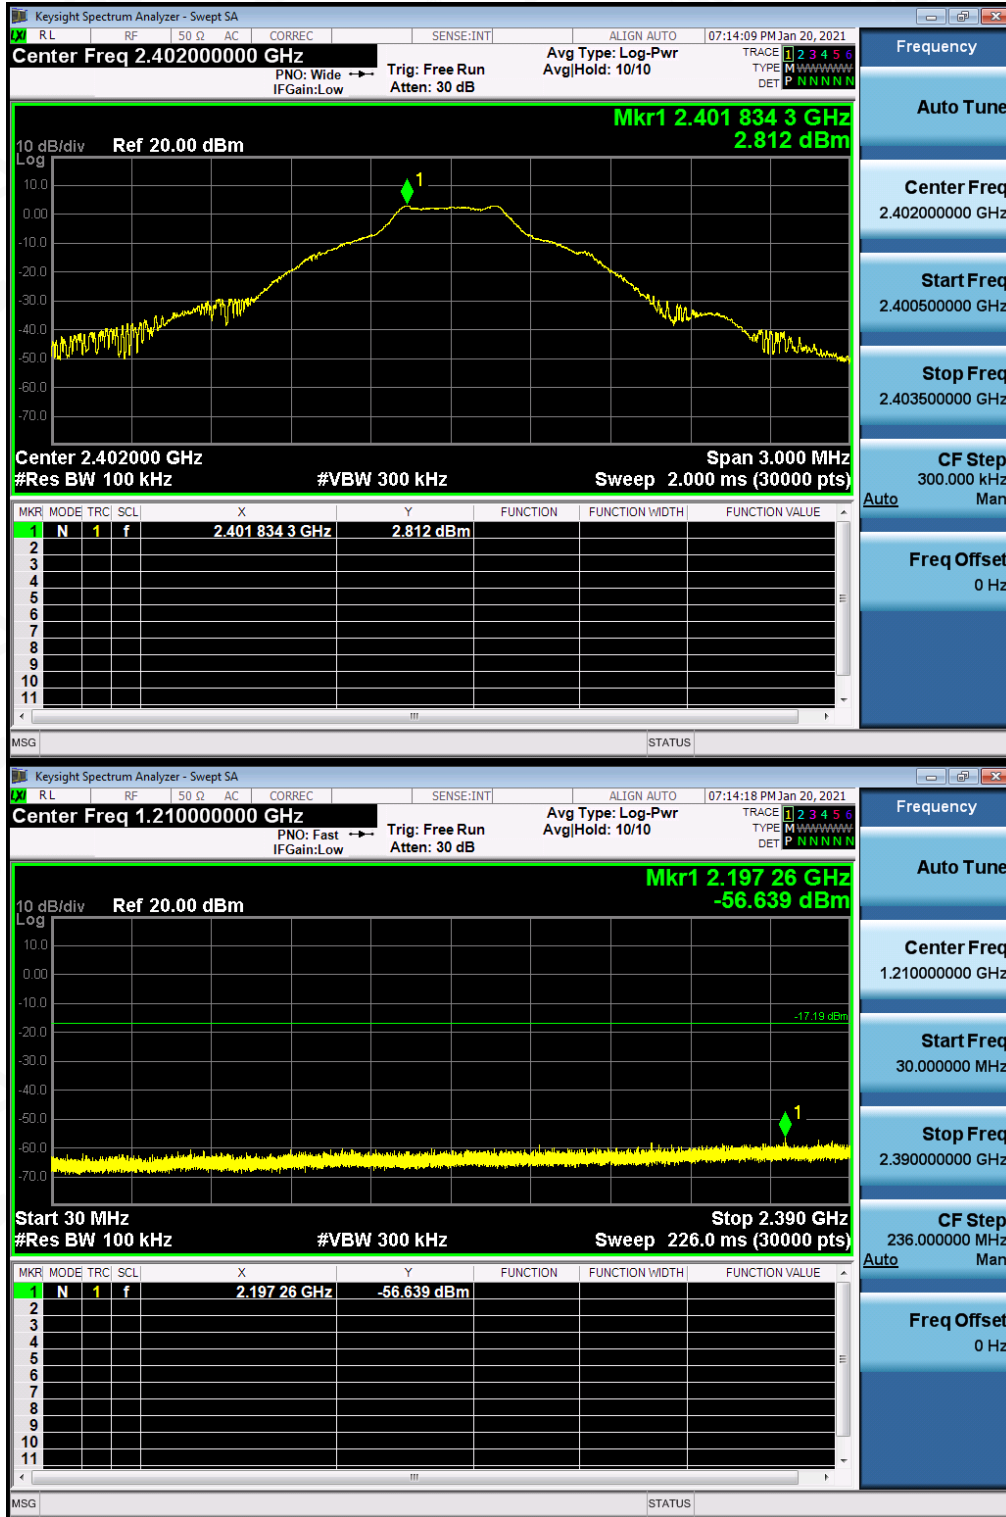 Keysight Spectrum Analyzer - Swept SA
LXI RL RF 50 Ω AC CORREC SENSE:INT ALIGN AUTO 07:14:09 PM Jan 20, 2021
Center Freq 2.402000000 GHz
PNO: Wide
IFGain:Low
Trig: Free Run
Atten: 30 dB
Avg Type: Log-Pwr
Avg|Hold: 10/10
TRACE 1 2 3 4 5 6
TYPE M WWWWW
DET P N N N N N
Mkr1 2.401 834 3 GHz
2.812 dBm
10 dB/div Ref 20.00 dBm
Log
10.0
0.00
-10.0
-20.0
-30.0
-40.0
-50.0
-60.0
-70.0
1
Center 2.402000 GHz Span 3.000 MHz
#Res BW 100 kHz #VBW 300 kHz Sweep 2.000 ms (30000 pts)
MKR MODE TRC SCL X Y FUNCTION FUNCTION WIDTH FUNCTION VALUE
1 N 1 f 2.401 834 3 GHz 2.812 dBm
2
3
4
5
6
7
8
9
10
11
MSG STATUS
Frequency
Auto Tune
Center Freq
2.402000000 GHz
Start Freq
2.400500000 GHz
Stop Freq
2.403500000 GHz
CF Step
300.000 kHz
Auto Man
Freq Offset
0 Hz
Keysight Spectrum Analyzer - Swept SA
LXI RL RF 50 Ω AC CORREC SENSE:INT ALIGN AUTO 07:14:18 PM Jan 20, 2021
Center Freq 1.210000000 GHz
PNO: Fast
IFGain:Low
Trig: Free Run
Atten: 30 dB
Avg Type: Log-Pwr
Avg|Hold: 10/10
TRACE 1 2 3 4 5 6
TYPE M WWWWW
DET P N N N N N
Mkr1 2.197 26 GHz
-56.639 dBm
10 dB/div Ref 20.00 dBm
Log
10.0
0.00
-10.0
-20.0
-30.0
-40.0
-50.0
-60.0
-70.0
-17.19 dBm
1
Start 30 MHz Stop 2.390 GHz
#Res BW 100 kHz #VBW 300 kHz Sweep 226.0 ms (30000 pts)
MKR MODE TRC SCL X Y FUNCTION FUNCTION WIDTH FUNCTION VALUE
1 N 1 f 2.197 26 GHz -56.639 dBm
2
3
4
5
6
7
8
9
10
11
MSG STATUS
Frequency
Auto Tune
Center Freq
1.210000000 GHz
Start Freq
30.000000 MHz
Stop Freq
2.390000000 GHz
CF Step
236.000000 MHz
Auto Man
Freq Offset
0 Hz